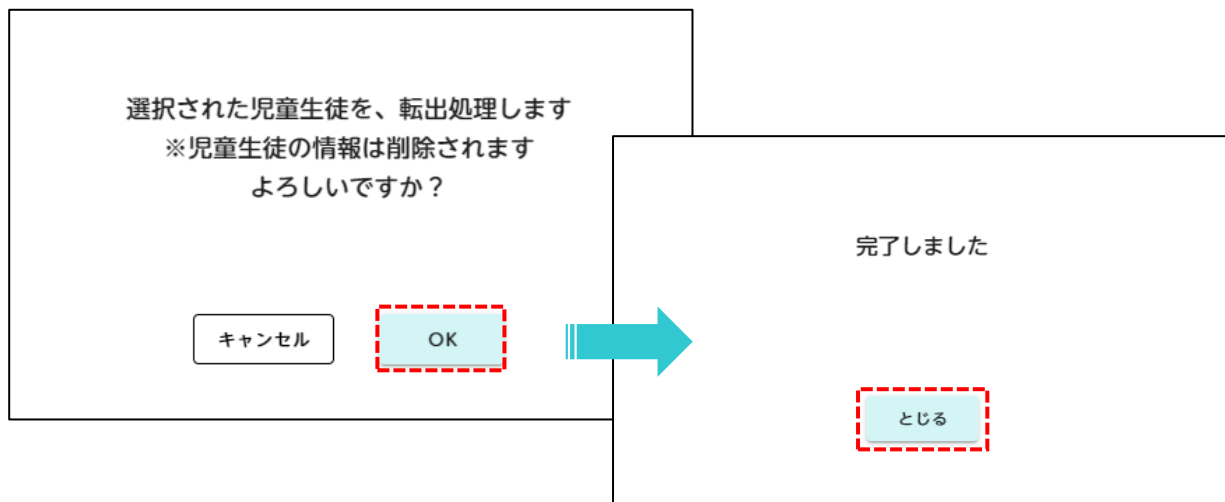 選択された児童生徒を、転出処理します
※児童生徒の情報は削除されます
よろしいですか？
キャンセル
OK
完了しました
とじる